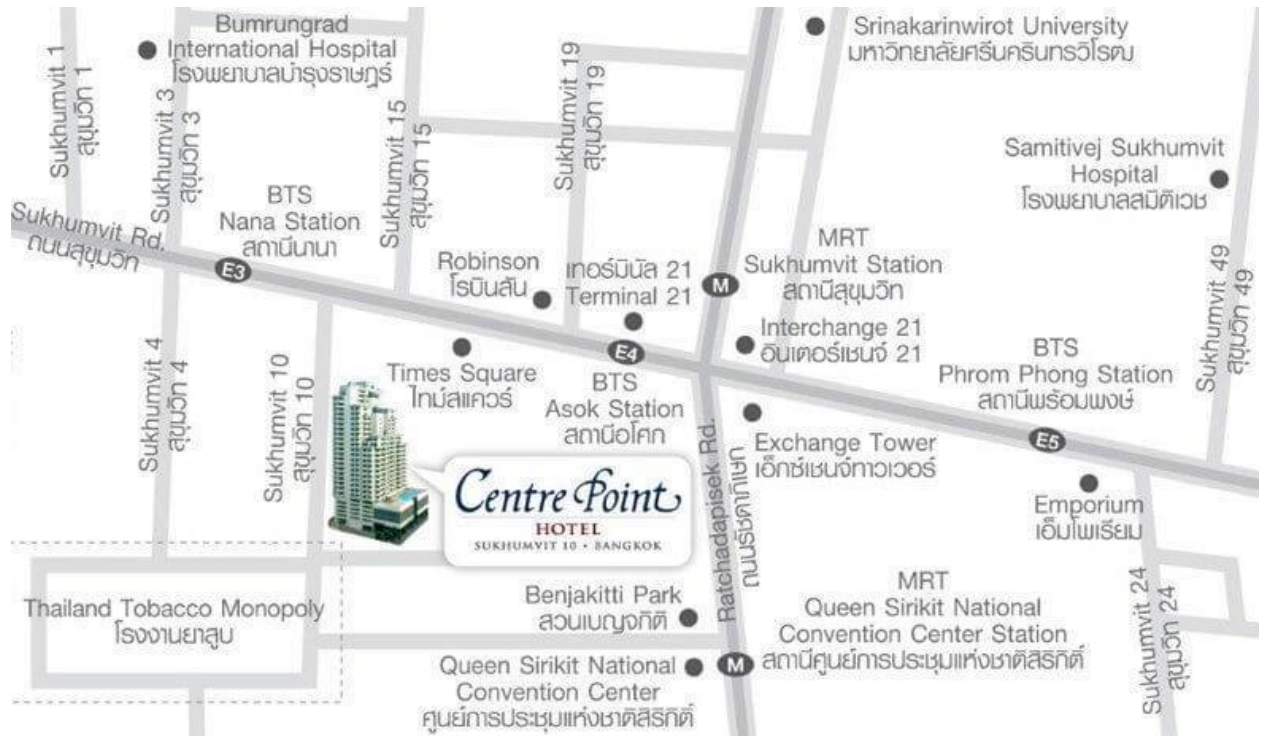 Sukhumvit 1
สุขุมวิท 1
Bumrungrad
International Hospital
โรงพยาบาลบำรุงราษฎร์
Sukhumvit 3
สุขุมวิท 3
Sukhumvit 15
สุขุมวิท 15
Sukhumvit 19
สุขุมวิท 19
Srinakarinwirot University
มหาวิทยาลัยศรีนครินทรวิโรฒ
Samitivej Sukhumvit
Hospital
โรงพยาบาลสมิติเวช
Sukhumvit Rd.
ถนนสุขุมวิท
BTS
Nana Station
สถานีนานา
E3
Robinson
โรบินสัน
เทอร์มินัล 21
Terminal 21
MRT
Sukhumvit Station
สถานีสุขุมวิท
M
Interchange 21
อินเตอร์เชนจ์ 21
Sukhumvit 49
สุขุมวิท 49
Sukhumvit 4
สุขุมวิท 4
Sukhumvit 10
สุขุมวิท 10
Times Square
ไทม์สแควร์
E4
BTS
Asok Station
สถานีอโศก
BTS
Phrom Phong Station
สถานีพร้อมพงษ์
E5
Exchange Tower
เอ็กซ์เชนจ์ทาวเวอร์
Emporium
เอ็มโพเรียม
Centre Point
HOTEL
SUKHUMVIT 10 • BANGKOK
Ratchadapisek Rd.
ถนนรัชดาภิเษก
Thailand Tobacco Monopoly
โรงงานยาสูบ
Benjakitti Park
สวนเบญจกิติ
MRT
Queen Sirikit National
Convention Center Station
สถานีศูนย์การประชุมแห่งชาติสิริกิติ์
M
Queen Sirikit National
Convention Center
ศูนย์การประชุมแห่งชาติสิริกิติ์
Sukhumvit 24
สุขุมวิท 24